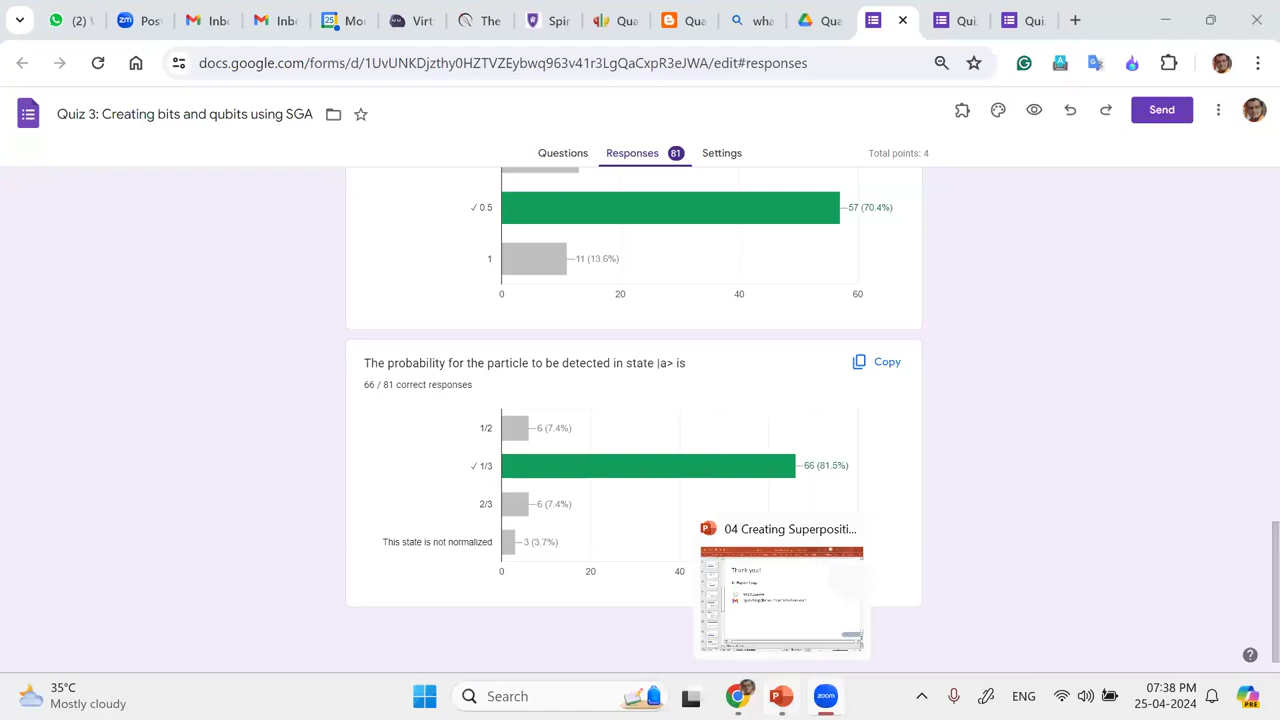 (2)
Pos
Inb
Inb
Mo
Virt
The
Spir
Qua
Qua
wha
Qua
Qui
Qui
docs.google.com/forms/d/1UvUNKDjzthy0HZTVZEybwq963v41r3LgQaCxpR3eJWA/edit#responses
Quiz 3: Creating bits and qubits using SGA
Send
Questions
Responses 81
Settings
Total points: 4
✓ 0.5
57 (70.4%)
1
11 (13.6%)
0 20 40 60
The probability for the particle to be detected in state |a> is
Copy
66 / 81 correct responses
1/2
6 (7.4%)
✓ 1/3
66 (81.5%)
2/3
6 (7.4%)
This state is not normalized
3 (3.7%)
0 20 40
04 Creating Superpositi...
Thank you!
35°C
Mostly cloudy
Search
zoom
ENG
07:38 PM
25-04-2024
PRE